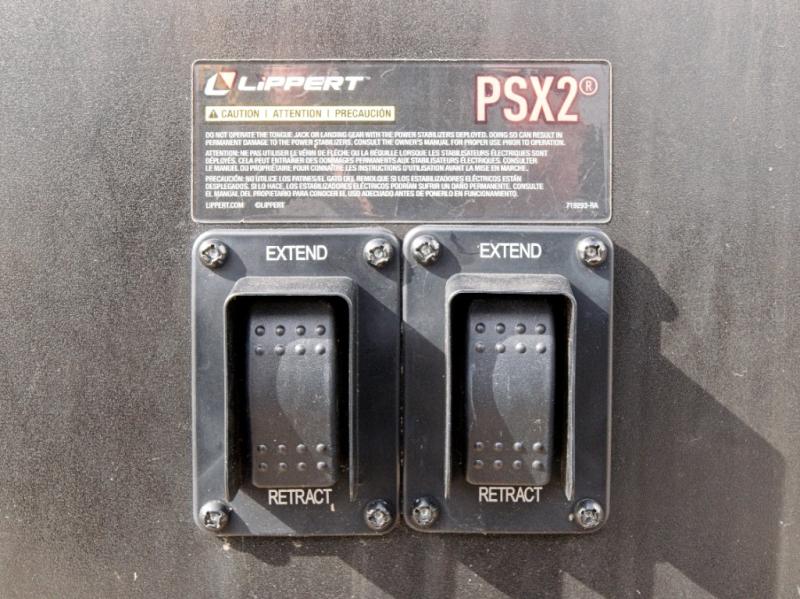 LiPPERT™
PSX2®
CAUTION | ATTENTION | PRECAUCIÓN
DO NOT OPERATE THE TONGUE JACK OR LANDING GEAR WITH THE POWER STABILIZERS DEPLOYED. DOING SO CAN RESULT IN
PERMANENT DAMAGE TO THE POWER STABILIZERS. CONSULT THE OWNER'S MANUAL FOR PROPER USE PRIOR TO OPERATION.
ATTENTION: NE PAS UTILISER LE VÉRIN DE FLÈCHE OU LA BÉQUILLE LORSQUE LES STABILISATEURS ÉLECTRIQUES SONT
DÉPLOYÉS. CELA PEUT ENTRAÎNER DES DOMMAGES PERMANENTS AUX STABILISATEURS ÉLECTRIQUES. CONSULTER
LE MANUEL DU PROPRIÉTAIRE POUR CONNAÎTRE LES INSTRUCTIONS D'UTILISATION AVANT LA MISE EN MARCHE.
PRECAUCIÓN: NO UTILICE LOS PATINES/EL GATO DEL REMOLQUE SI LOS ESTABILIZADORES ELÉCTRICOS ESTÁN
DESPLEGADOS. SI LO HACE, LOS ESTABILIZADORES ELÉCTRICOS PODRÍAN SUFRIR UN DAÑO PERMANENTE. CONSULTE
EL MANUAL DEL PROPIETARIO PARA CONOCER EL USO ADECUADO ANTES DE PONERLO EN FUNCIONAMIENTO.
LIPPERT.COM ©LIPPERT 719293-RA
EXTEND
EXTEND
RETRACT
RETRACT